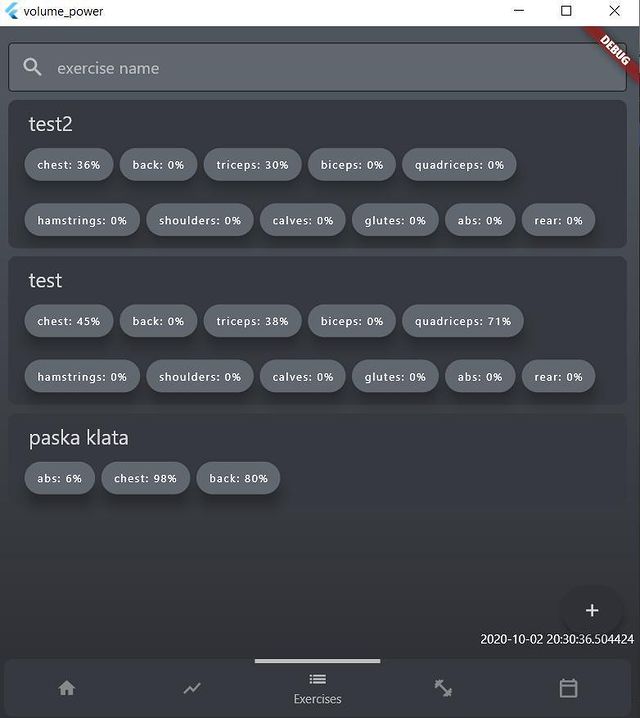 volume_power
DEBUG
exercise name
test2
chest: 36% back: 0% triceps: 30% biceps: 0% quadriceps: 0%
hamstrings: 0% shoulders: 0% calves: 0% glutes: 0% abs: 0% rear: 0%
test
chest: 45% back: 0% triceps: 38% biceps: 0% quadriceps: 71%
hamstrings: 0% shoulders: 0% calves: 0% glutes: 0% abs: 0% rear: 0%
paska klata
abs: 6% chest: 98% back: 80%
+
2020-10-02 20:30:36.504424
Exercises